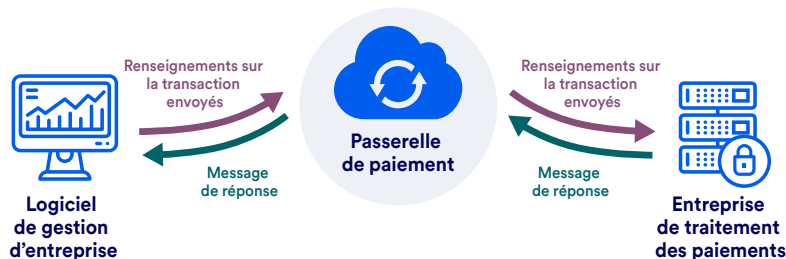 Renseignements sur
la transaction
envoyés
Renseignements sur
la transaction
envoyés
Passerelle
de paiement
Message
de réponse
Message
de réponse
Logiciel
de gestion
d'entreprise
Entreprise
de traitement
des paiements